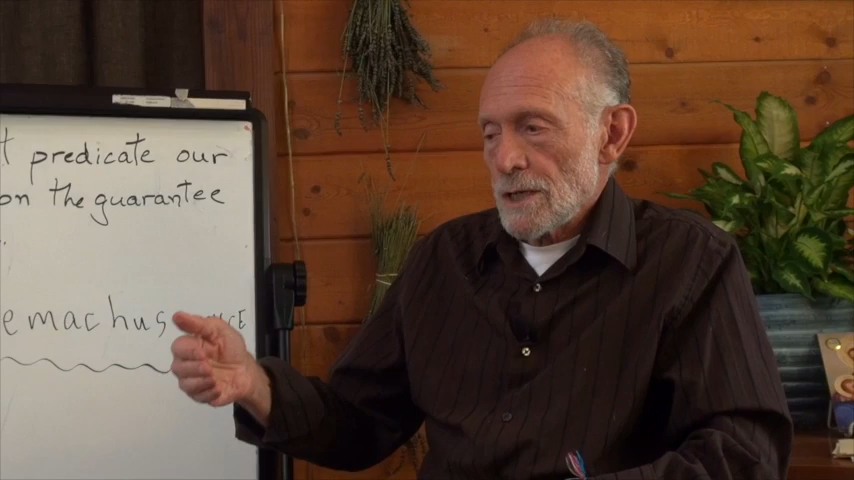 t predicate our
on the guarantee
emachus